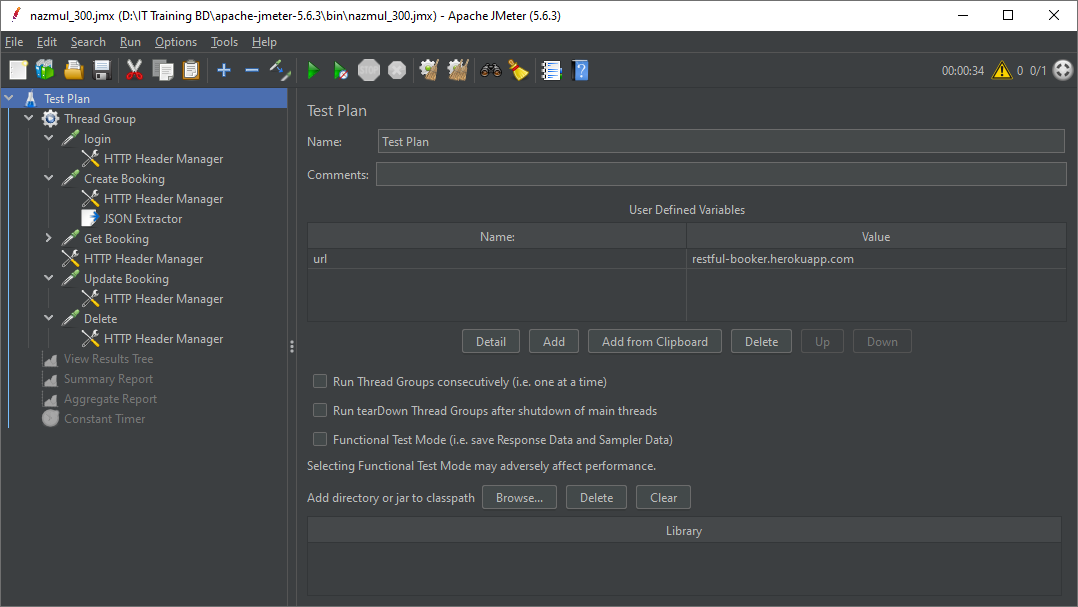 nazmul_300.jmx (D:\IT Training BD\apache-jmeter-5.6.3\bin\nazmul_300.jmx) - Apache JMeter (5.6.3)
File Edit Search Run Options Tools Help
STOP
00:00:34 0 0/1
Test Plan
Thread Group
login
HTTP Header Manager
Create Booking
HTTP Header Manager
JSON Extractor
Get Booking
HTTP Header Manager
Update Booking
HTTP Header Manager
Delete
HTTP Header Manager
View Results Tree
Summary Report
Aggregate Report
Constant Timer
Test Plan
Name: Test Plan
Comments:
User Defined Variables
Name: Value
url restful-booker.herokuapp.com
Detail Add Add from Clipboard Delete Up Down
Run Thread Groups consecutively (i.e. one at a time)
Run tearDown Thread Groups after shutdown of main threads
Functional Test Mode (i.e. save Response Data and Sampler Data)
Selecting Functional Test Mode may adversely affect performance.
Add directory or jar to classpath Browse... Delete Clear
Library